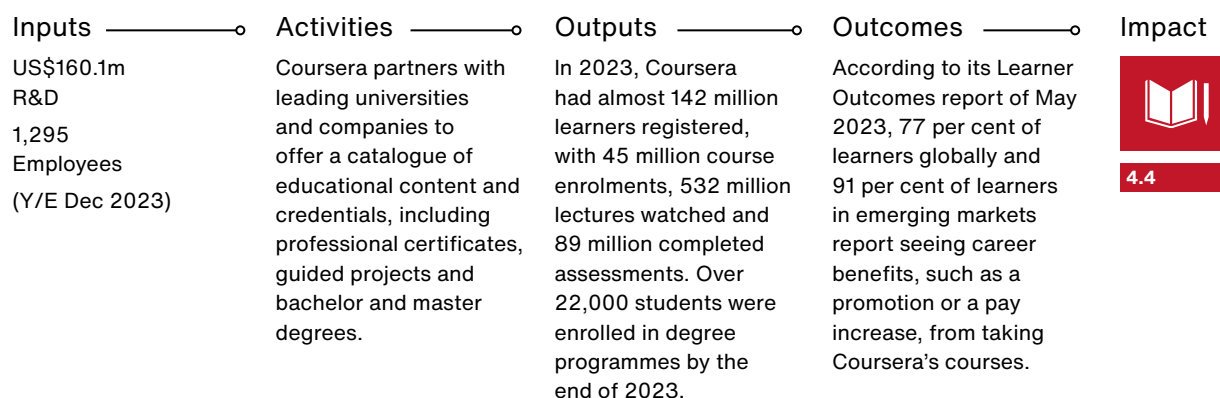 Inputs
US$160.1m
R&D
1,295
Employees
(Y/E Dec 2023)
Activities
Coursera partners with
leading universities
and companies to
offer a catalogue of
educational content and
credentials, including
professional certificates,
guided projects and
bachelor and master
degrees.
Outputs
In 2023, Coursera
had almost 142 million
learners registered,
with 45 million course
enrolments, 532 million
lectures watched and
89 million completed
assessments. Over
22,000 students were
enrolled in degree
programmes by the
end of 2023.
Outcomes
According to its Learner
Outcomes report of May
2023, 77 per cent of
learners globally and
91 per cent of learners
in emerging markets
report seeing career
benefits, such as a
promotion or a pay
increase, from taking
Coursera’s courses.
Impact
4.4